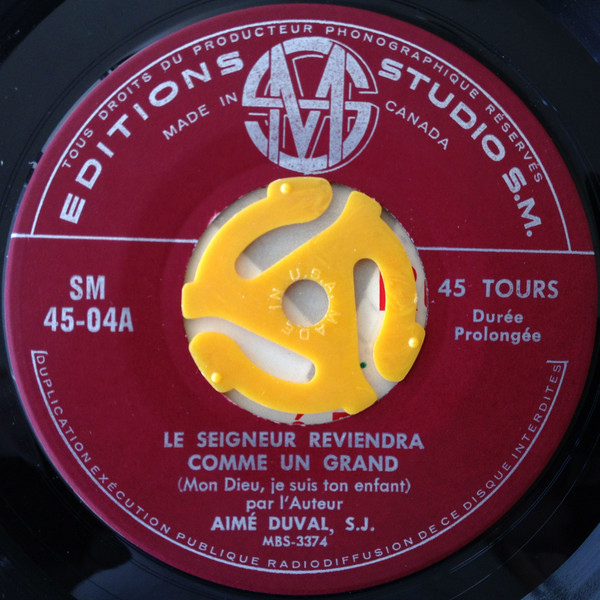 TOUS DROITS DU PRODUCTEUR PHONOGRAPHIQUE RÉSERVÉS
EDITIONS STUDIO S.M.
MADE IN CANADA
SM
45-04A
45 TOURS
Durée
Prolongée
MADE IN U.S.A.
LE SEIGNEUR REVIENDRA
COMME UN GRAND
(Mon Dieu, je suis ton enfant)
par l'Auteur
AIMÉ DUVAL, S.J.
MBS-3374
DUPLICATION EXÉCUTION PUBLIQUE RADIODIFFUSION DE CE DISQUE INTERDITES